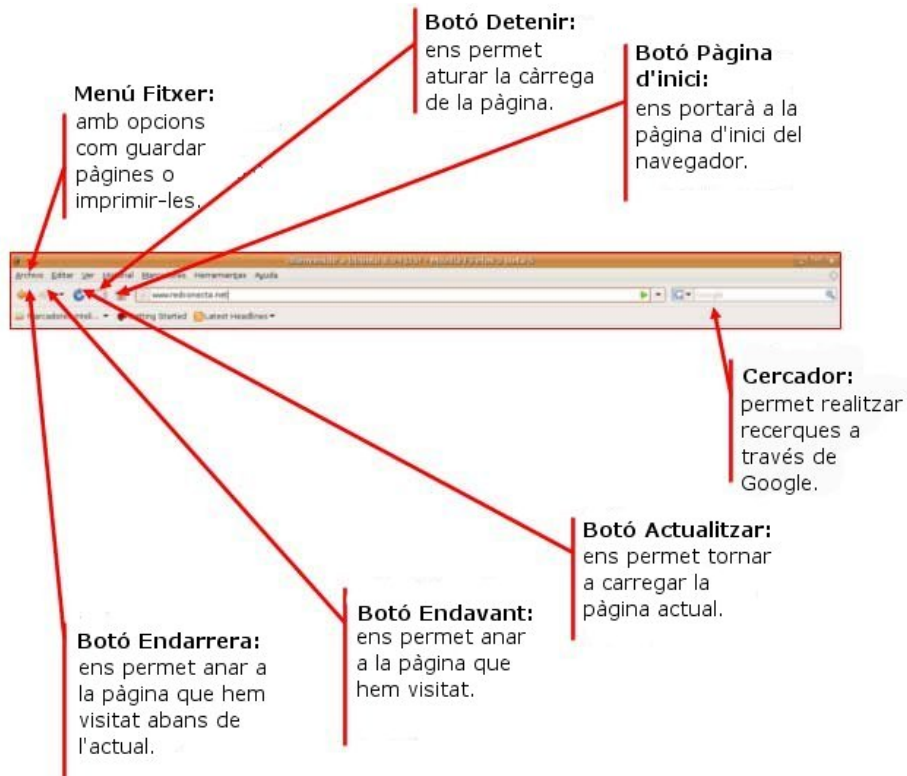 Botó Detenir:
ens permet
aturar la càrrega
de la pàgina.
Botó Pàgina
d'inici:
ens portarà a la
pàgina d'inici del
navegador.
Menú Fitxer:
amb opcions
com guardar
pàgines o
imprimir-les.
Archivo Editar Ver Marcadores Herramientas Ayuda
www.redconecta.net
Google
Getting Started Latest Headlines
Cercador:
permet realitzar
recerques a
través de
Google.
Botó Actualitzar:
ens permet tornar
a carregar la
pàgina actual.
Botó Endavant:
ens permet anar
a la pàgina que
hem visitat.
Botó Endarrera:
ens permet anar a
la pàgina que hem
visitat abans de
l'actual.